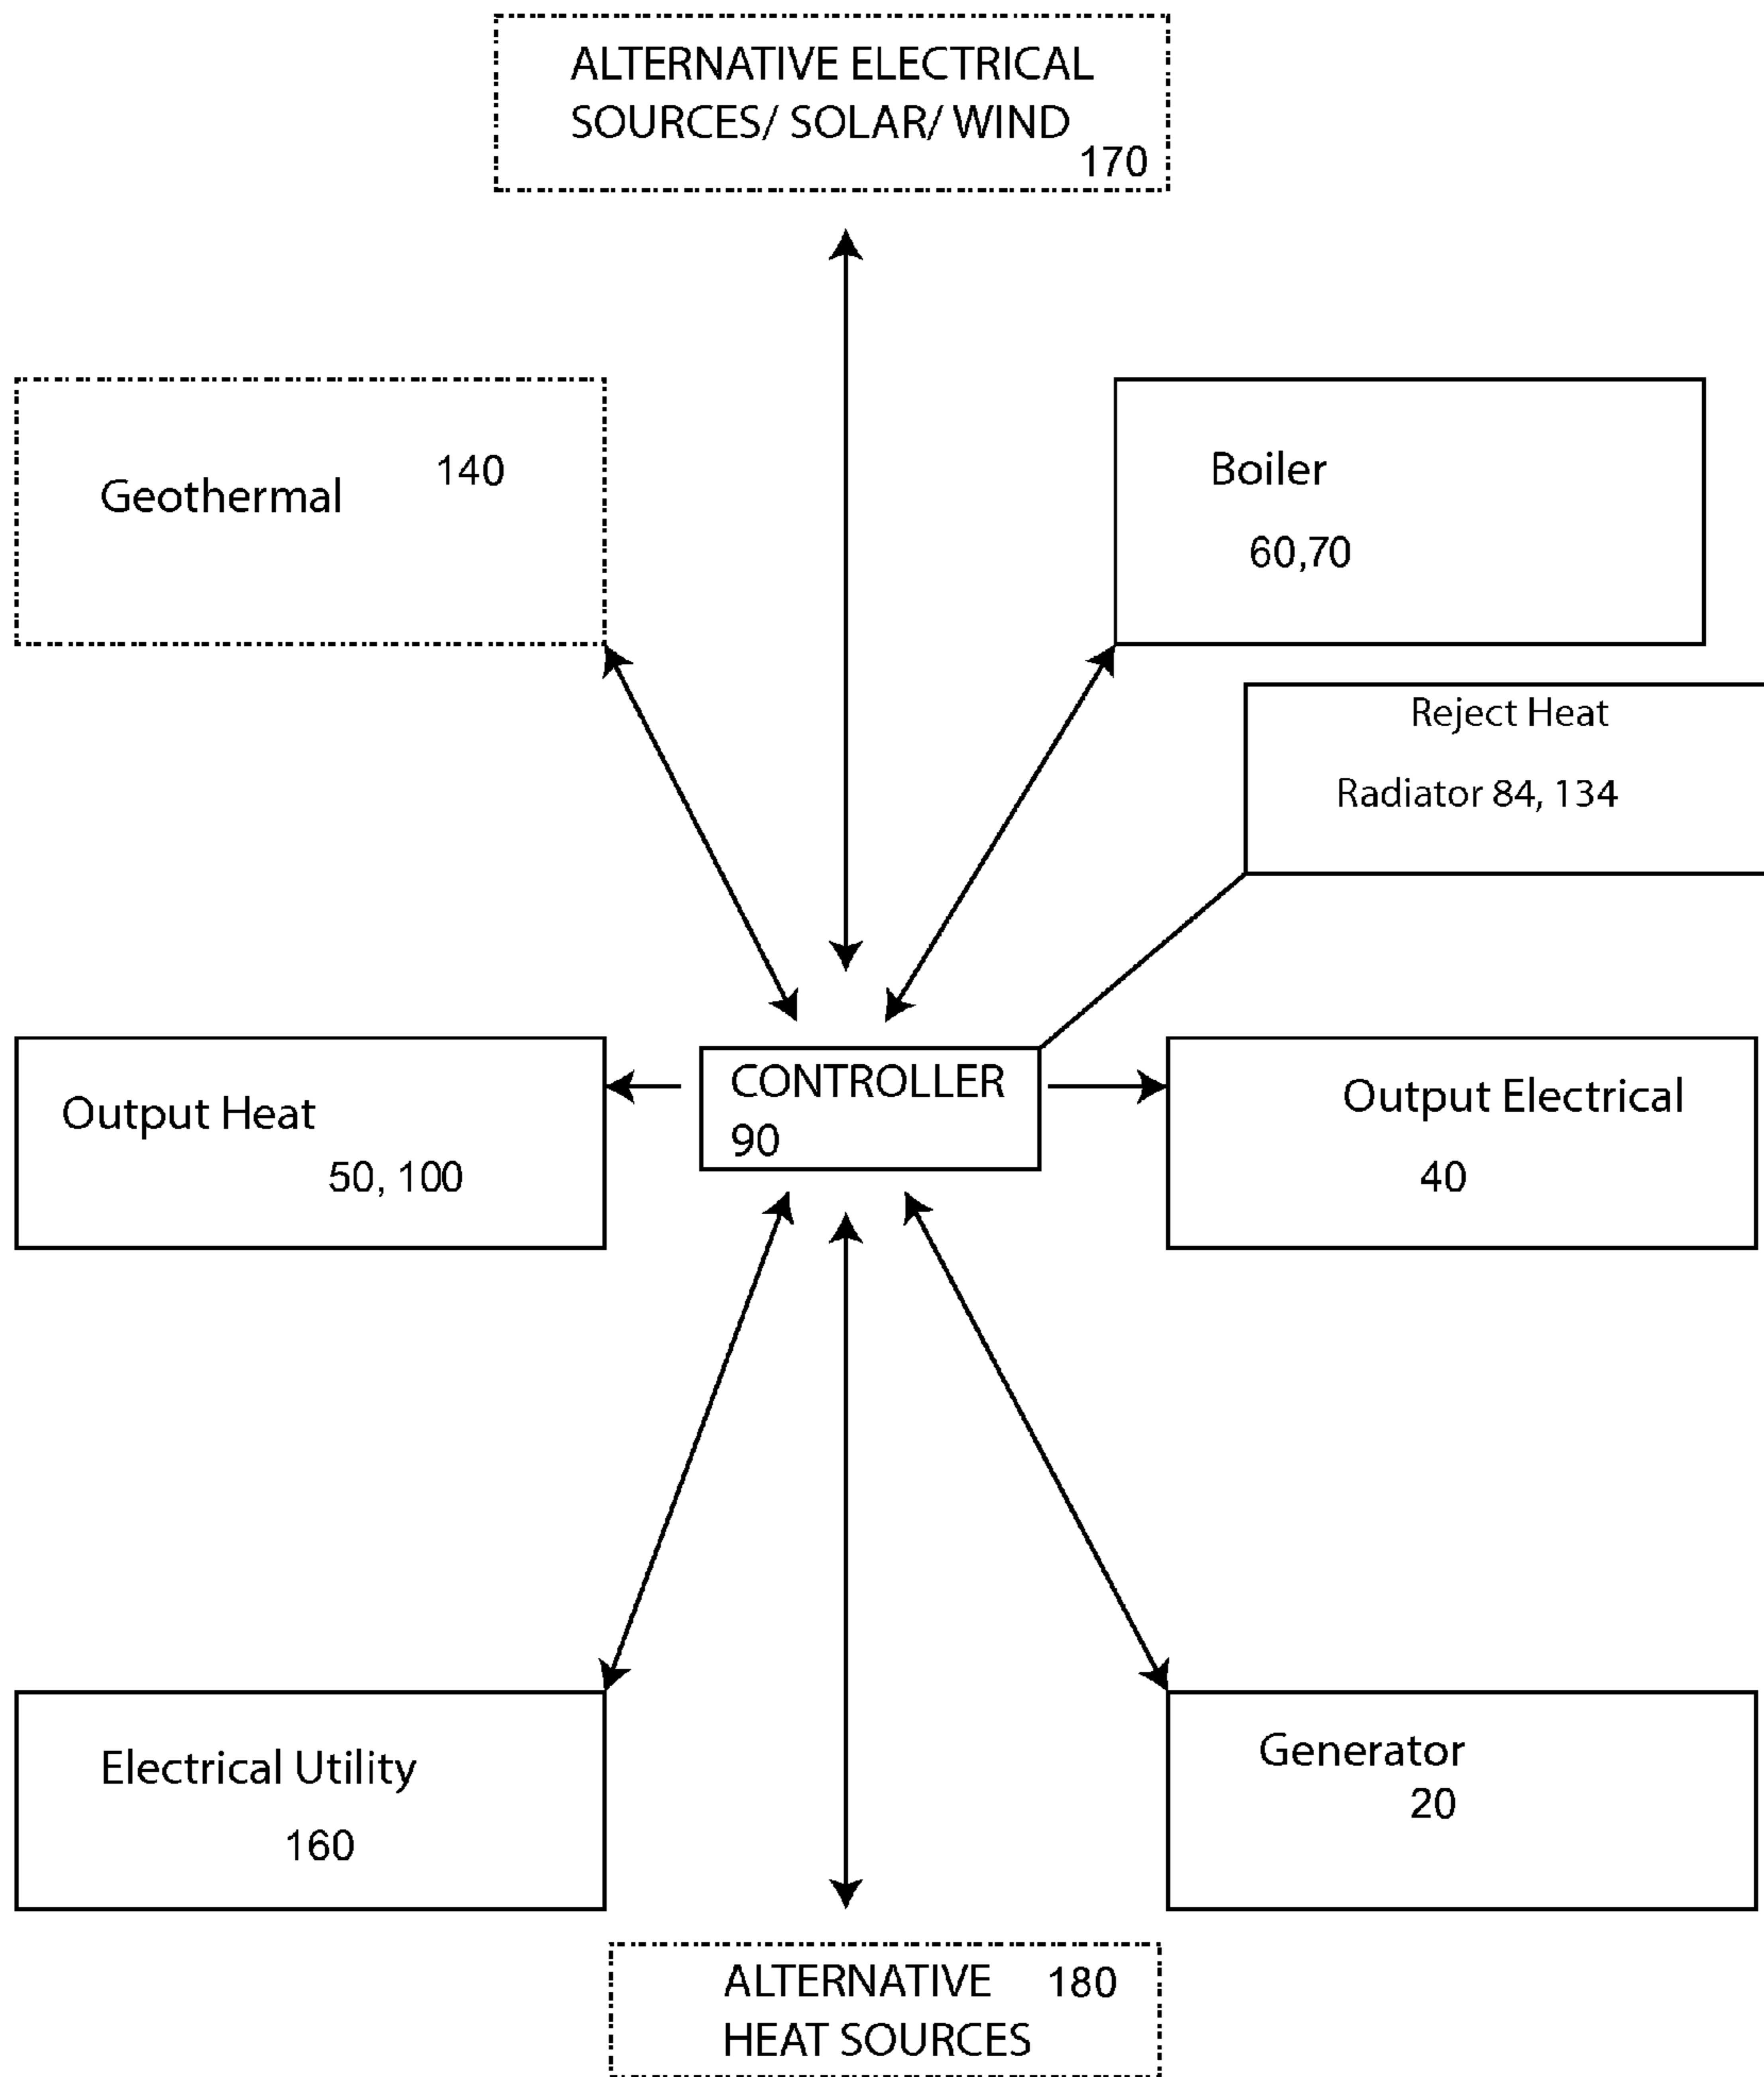 ALTERNATIVE ELECTRICAL
SOURCES/ SOLAR/ WIND
170
Geothermal 140
Boiler
60,70
Reject Heat
Radiator 84, 134
Output Heat
50, 100
CONTROLLER
90
Output Electrical
40
Electrical Utility
160
Generator
20
ALTERNATIVE 180
HEAT SOURCES